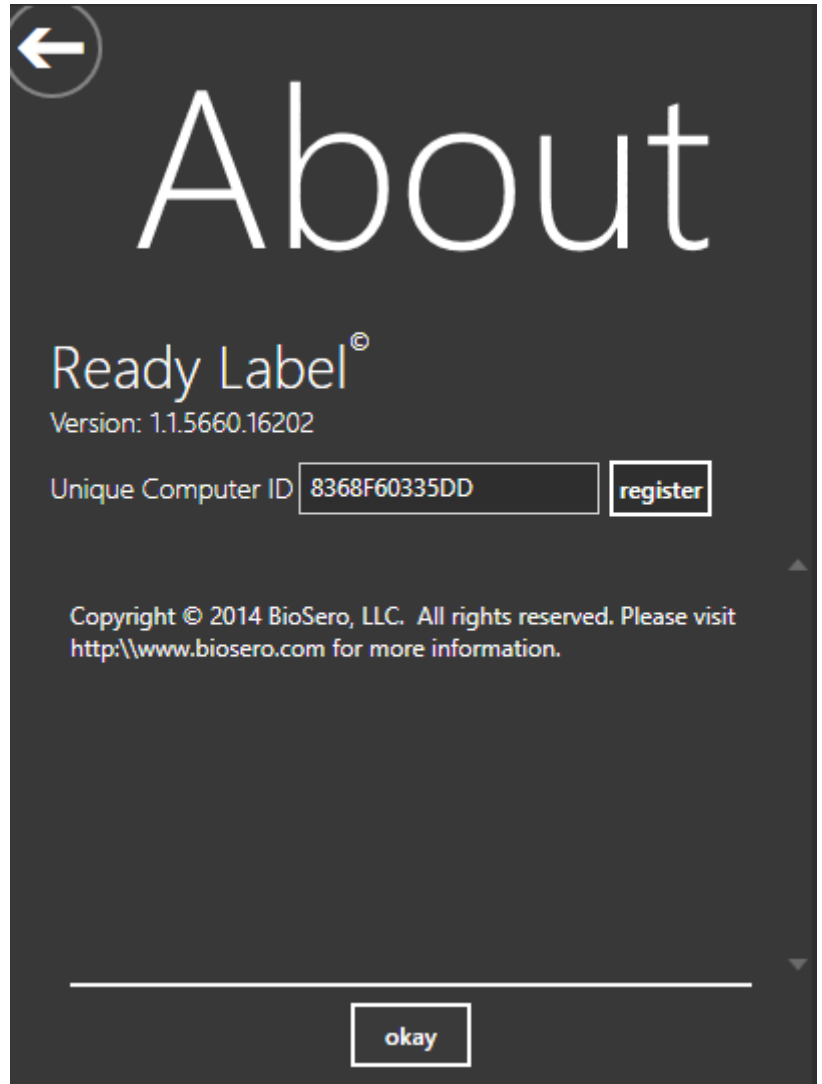 About
Ready Label©
Version: 1.1.5660.16202
Unique Computer ID 8368F60335DD register
Copyright © 2014 BioSero, LLC.  All rights reserved. Please visit
http:\\www.biosero.com for more information.
okay